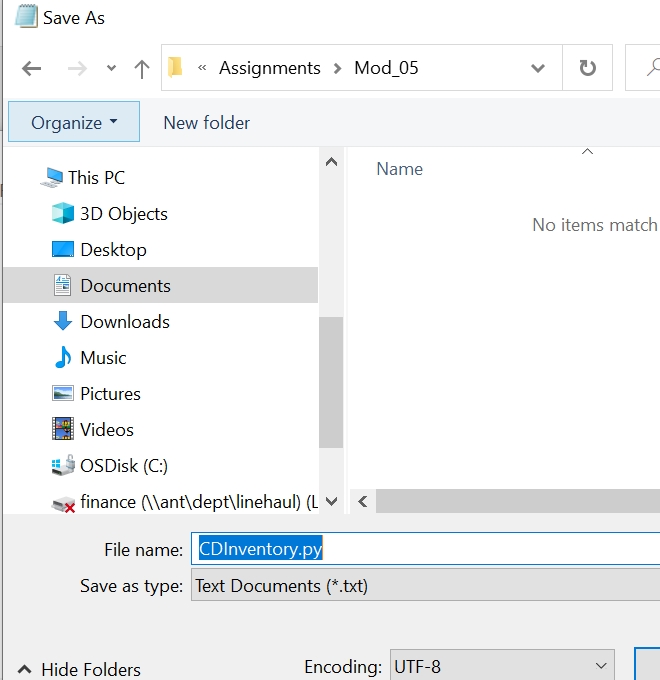 Save As
« Assignments > Mod_05
Organize
New folder
This PC
Name
3D Objects
No items match
Desktop
Documents
Downloads
Music
Pictures
Videos
OSDisk (C:)
finance (\\ant\dept\linehaul) (L
File name: CDInventory.py
Save as type: Text Documents (*.txt)
Hide Folders
Encoding: UTF-8